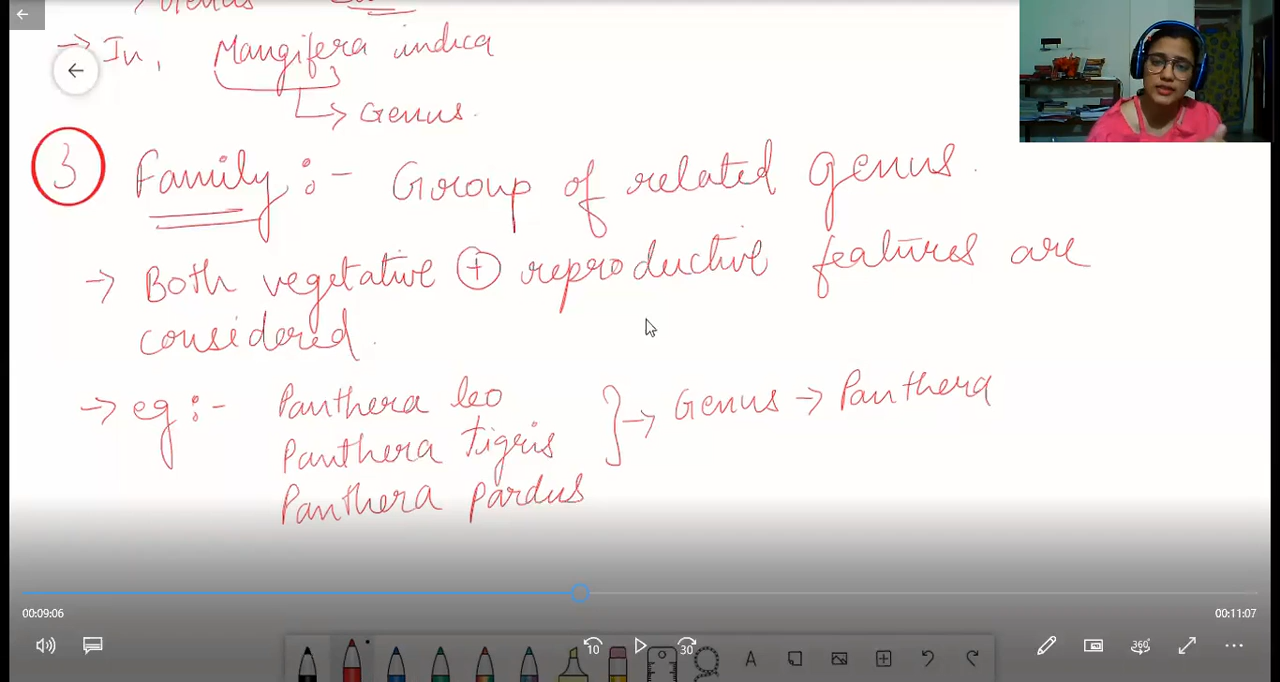 → In, Mangifera indica
→ Genus.
3 Family :- Group of related genus.
→ Both vegetative + reproductive features are
considered.
→ eg :- Panthera leo
Panthera tigris
Panthera pardus
} → Genus → Panthera
00:09:06
00:11:07
10
30
A
360°